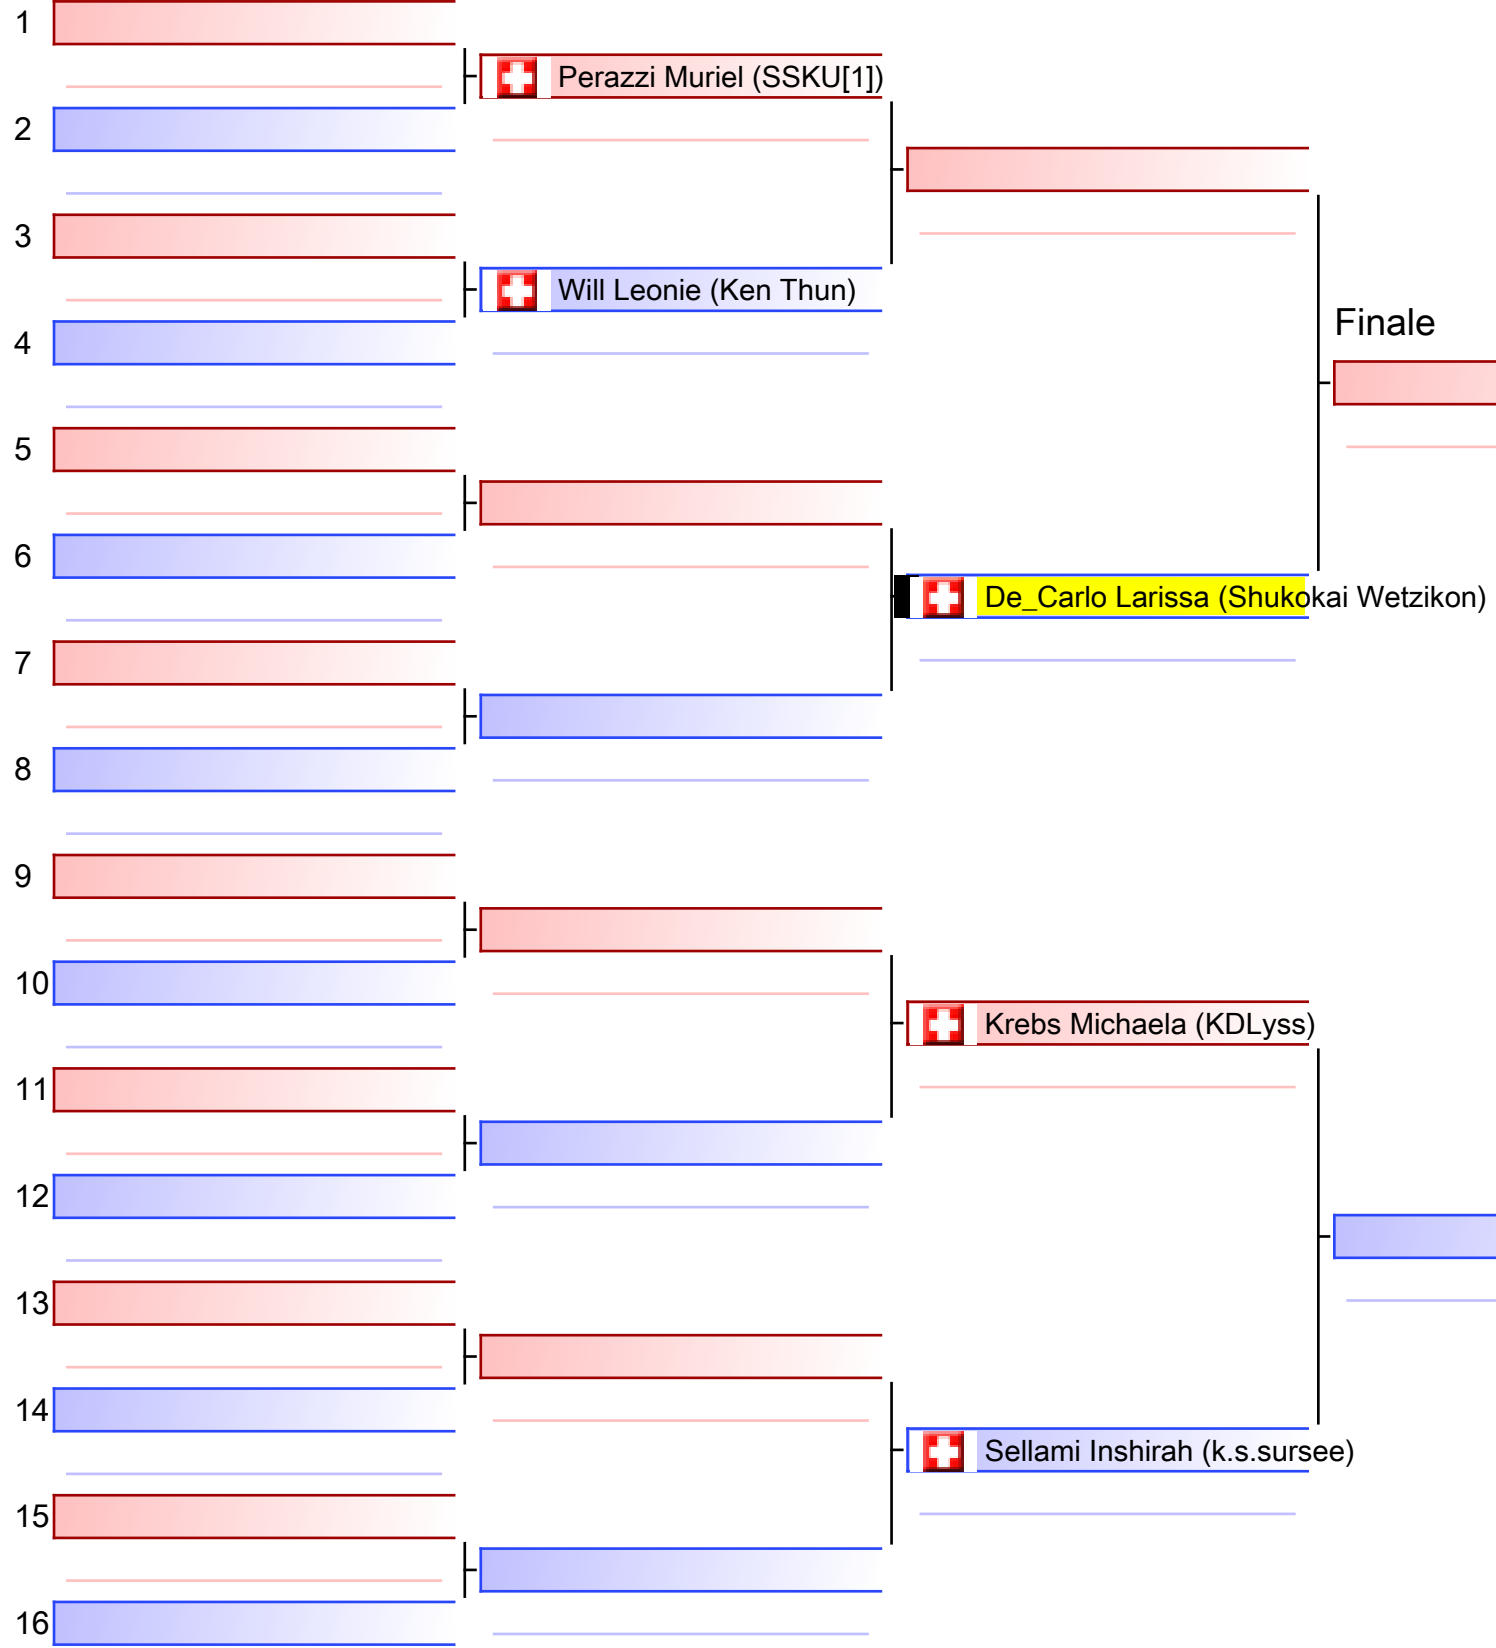 1
Perazzi Muriel (SSKU[1])
2
3
Will Leonie (Ken Thun)
4
Finale
5
6
De_Carlo Larissa (Shukokai Wetzikon)
7
8
9
10
Krebs Michaela (KDLyss)
11
12
13
14
Sellami Inshirah (k.s.sursee)
15
16